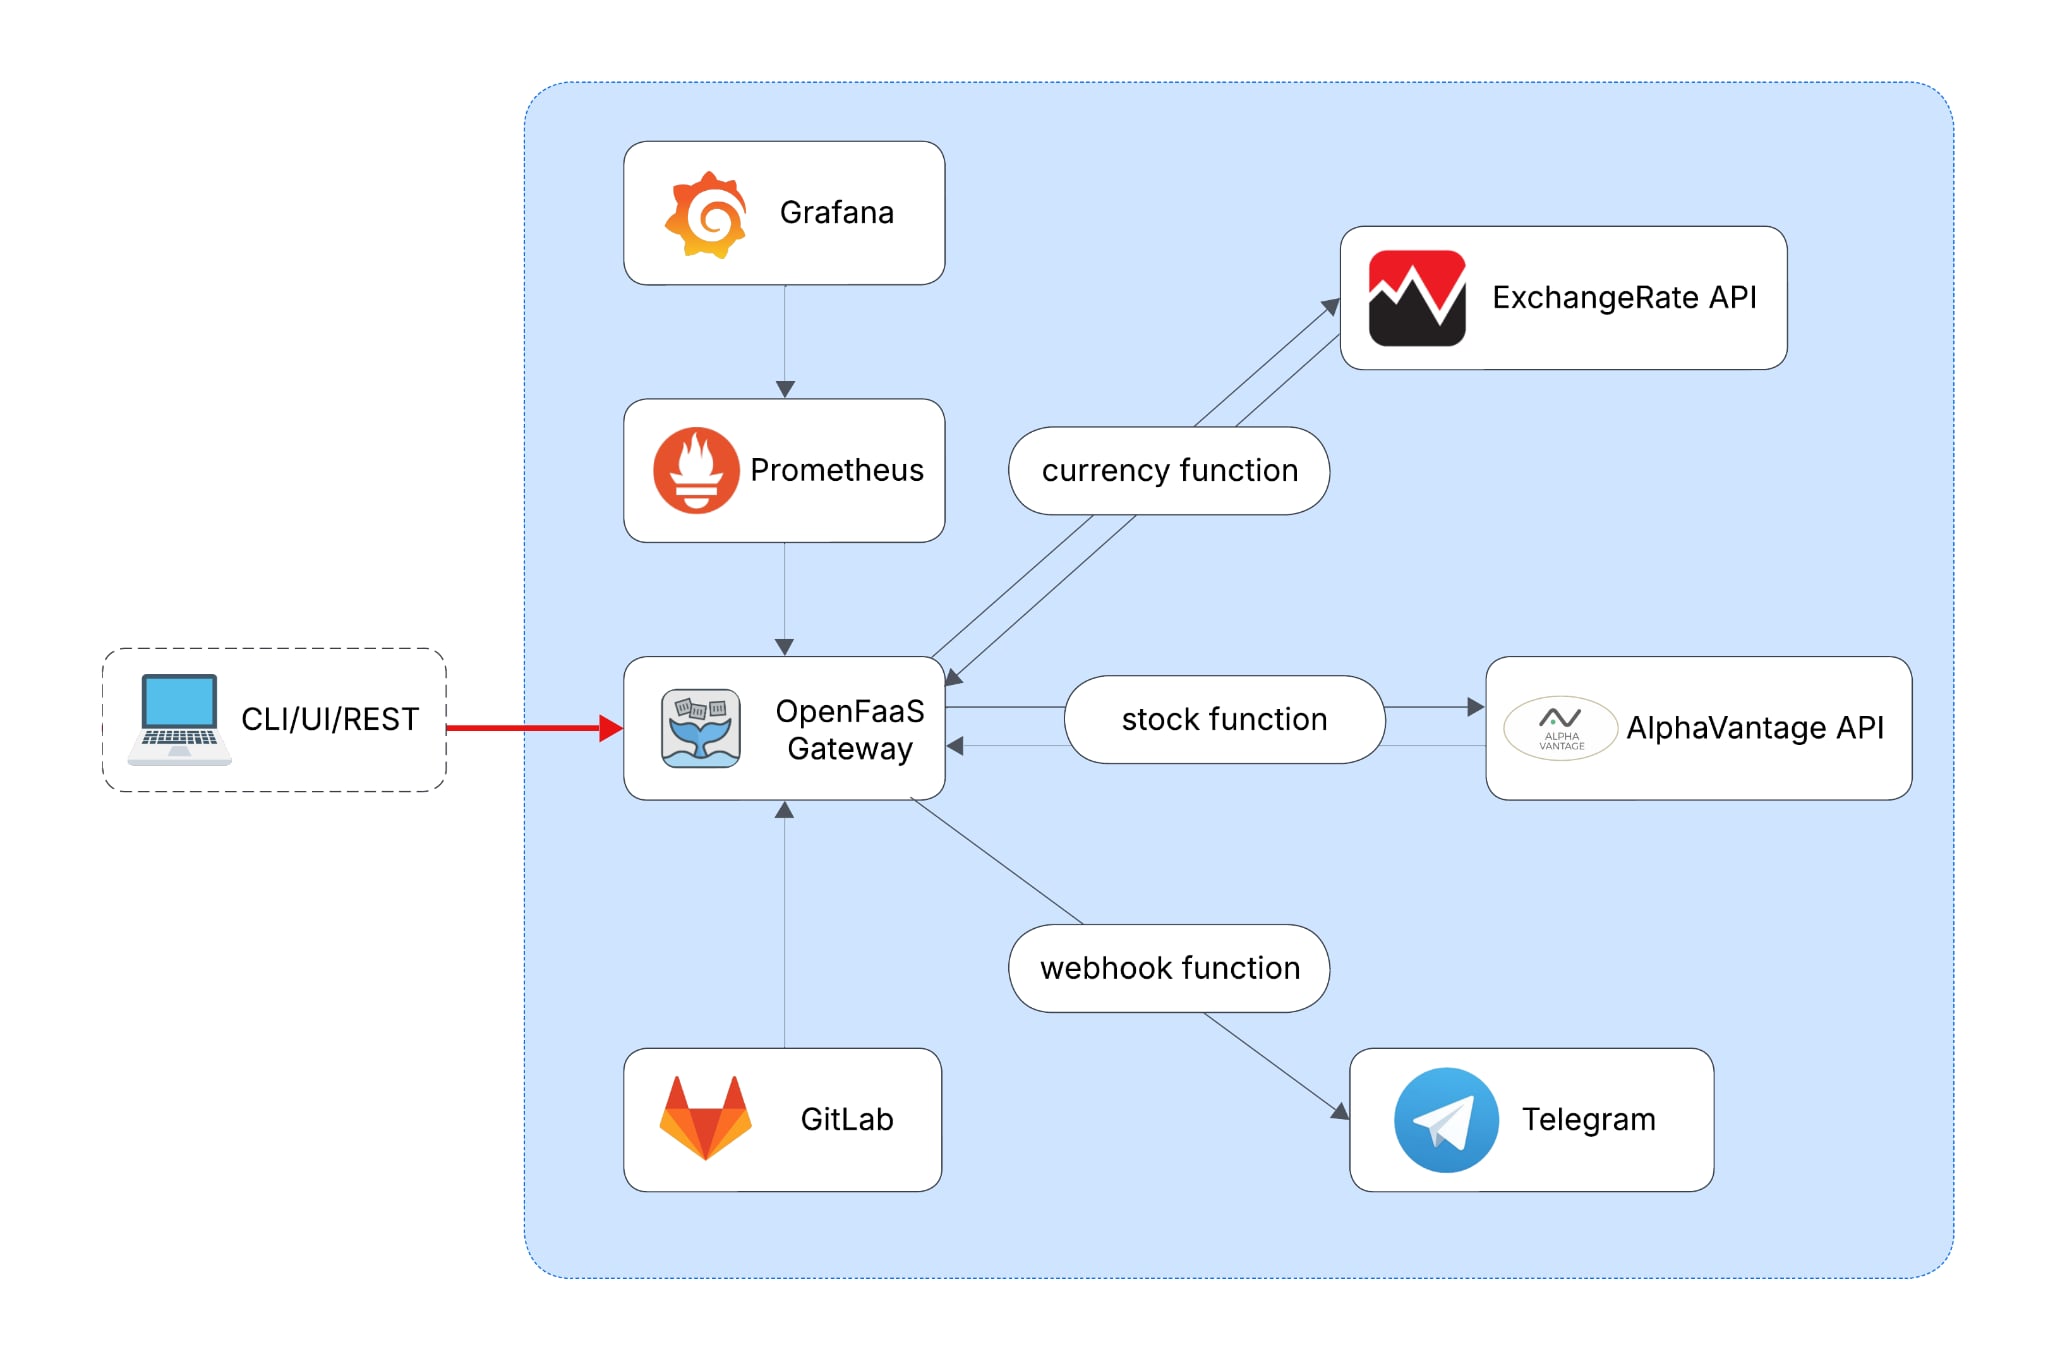 Grafana
ExchangeRate API
Prometheus
currency function
CLI/UI/REST
OpenFaaS
Gateway
stock function
ALPHA
VANTAGE
AlphaVantage API
webhook function
GitLab
Telegram